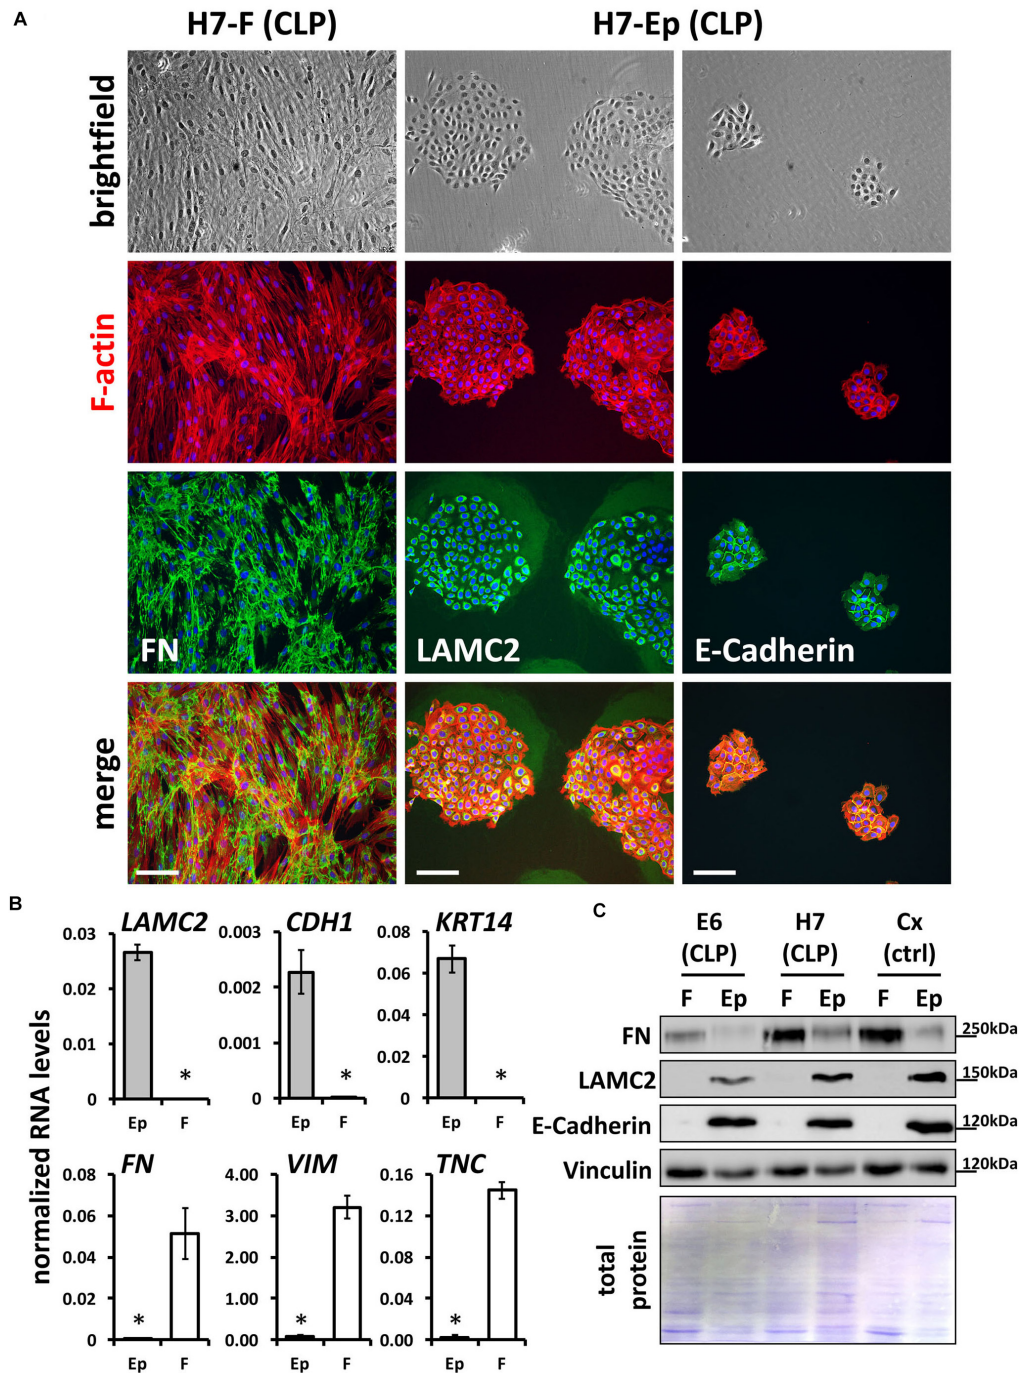 A
H7-F (CLP)
H7-Ep (CLP)
brightfield
F-actin
FN
LAMC2
E-Cadherin
merge
B
normalized RNA levels
LAMC2
0.03
0.02
0.01
0
*
Ep
F
CDH1
0.003
0.002
0.001
0.000
*
Ep
F
KRT14
0.08
0.06
0.04
0.02
0.00
*
Ep
F
FN
0.08
0.06
0.04
0.02
0
*
Ep
F
VIM
4.00
3.00
2.00
1.00
0.00
*
Ep
F
TNC
0.16
0.12
0.08
0.04
0.00
*
Ep
F
C
E6 (CLP)
H7 (CLP)
Cx (ctrl)
F Ep F Ep F Ep
FN 250kDa
LAMC2 150kDa
E-Cadherin 120kDa
Vinculin 120kDa
total protein